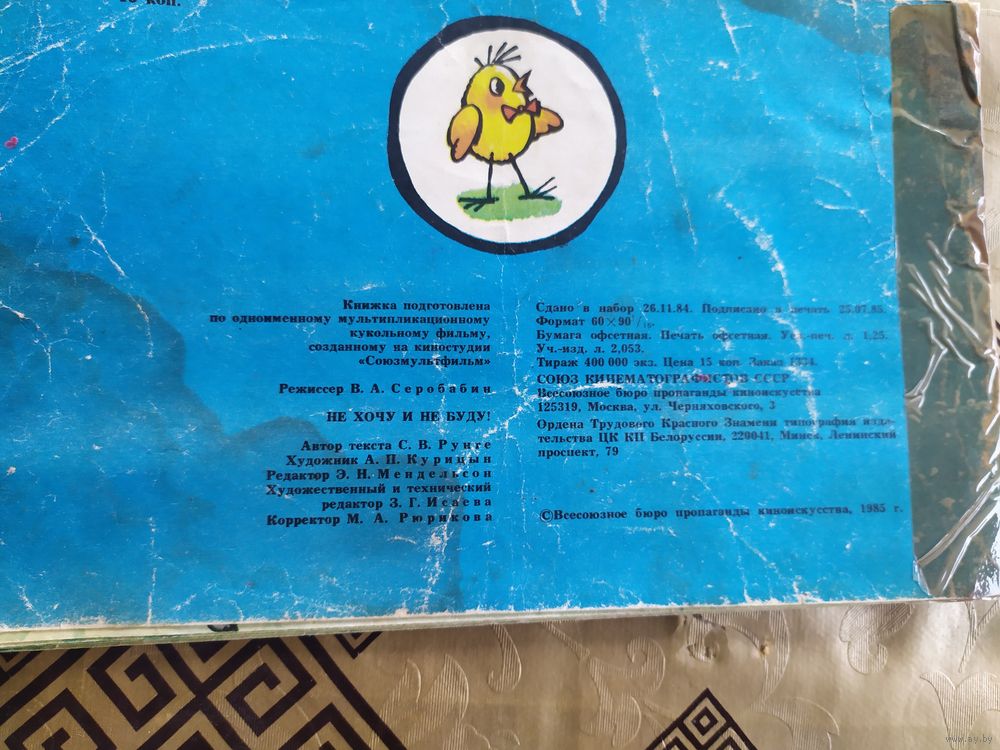 коп.
Книжка подготовлена
по одноименному мультипликационному
кукольному фильму,
созданному на киностудии
«Союзмультфильм»
Режиссер В. А. Серобабин
НЕ ХОЧУ И НЕ БУДУ!
Автор текста С. В. Рунге
Художник А. П. Курицын
Редактор Э. Н. Мендельсон
Художественный и технический
редактор З. Г. Исаева
Корректор М. А. Рюрикова
Сдано в набор 26.11.84. Подписано в печать 25.07.85.
Формат 60×90 1/16.
Бумага офсетная. Печать офсетная. Усл.-печ. л. 1,25.
Уч.-изд. л. 2,053.
Тираж 400 000 экз. Цена 15 коп. Заказ 1334.
СОЮЗ КИНЕМАТОГРАФИСТОВ СССР
Всесоюзное бюро пропаганды киноискусства
125319, Москва, ул. Черняховского, 3
Ордена Трудового Красного Знамени типография изда-
тельства ЦК КП Белоруссии, 220041, Минск, Ленинский
проспект, 79
©Всесоюзное бюро пропаганды киноискусства, 1985 г.
www.ay.by